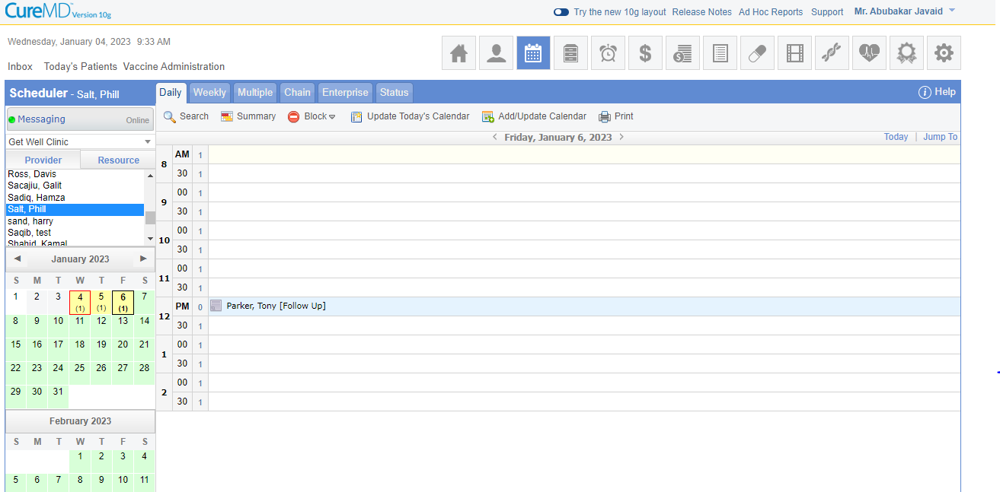 CureMD Version 10g
Try the new 10g layout Release Notes Ad Hoc Reports Support Mr. Abubakar Javaid
Wednesday, January 04, 2023 9:33 AM
Inbox Today's Patients Vaccine Administration
Scheduler - Salt, Phill
Daily Weekly Multiple Chain Enterprise Status
Help
Messaging Online
Search Summary Block Update Today's Calendar Add/Update Calendar Print
Get Well Clinic
Provider Resource
Ross, Davis
Sacajiu, Galit
Sadiq, Hamza
Salt, Phill
sand, harry
Saqib, test
Shahid, Kamal
January 2023
S M T W T F S
1 2 3 4 5 6 7
(1) (1) (1)
8 9 10 11 12 13 14
15 16 17 18 19 20 21
22 23 24 25 26 27 28
29 30 31
February 2023
S M T W T F S
1 2 3 4
5 6 7 8 9 10 11
< Friday, January 6, 2023 >
Today | Jump To
8 AM 1
30 1
9 00 1
30 1
10 00 1
30 1
11 00 1
30 1
12 PM 0 Parker, Tony [Follow Up]
30 1
1 00 1
30 1
2 00 1
30 1